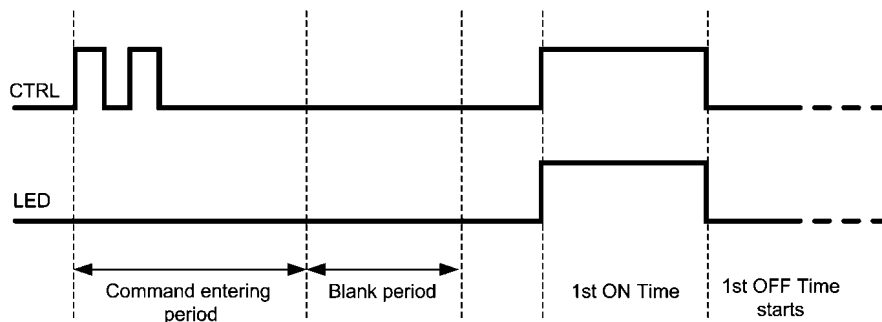 CTRL
LED
Command entering
period
Blank period
1st ON Time
1st OFF Time
starts